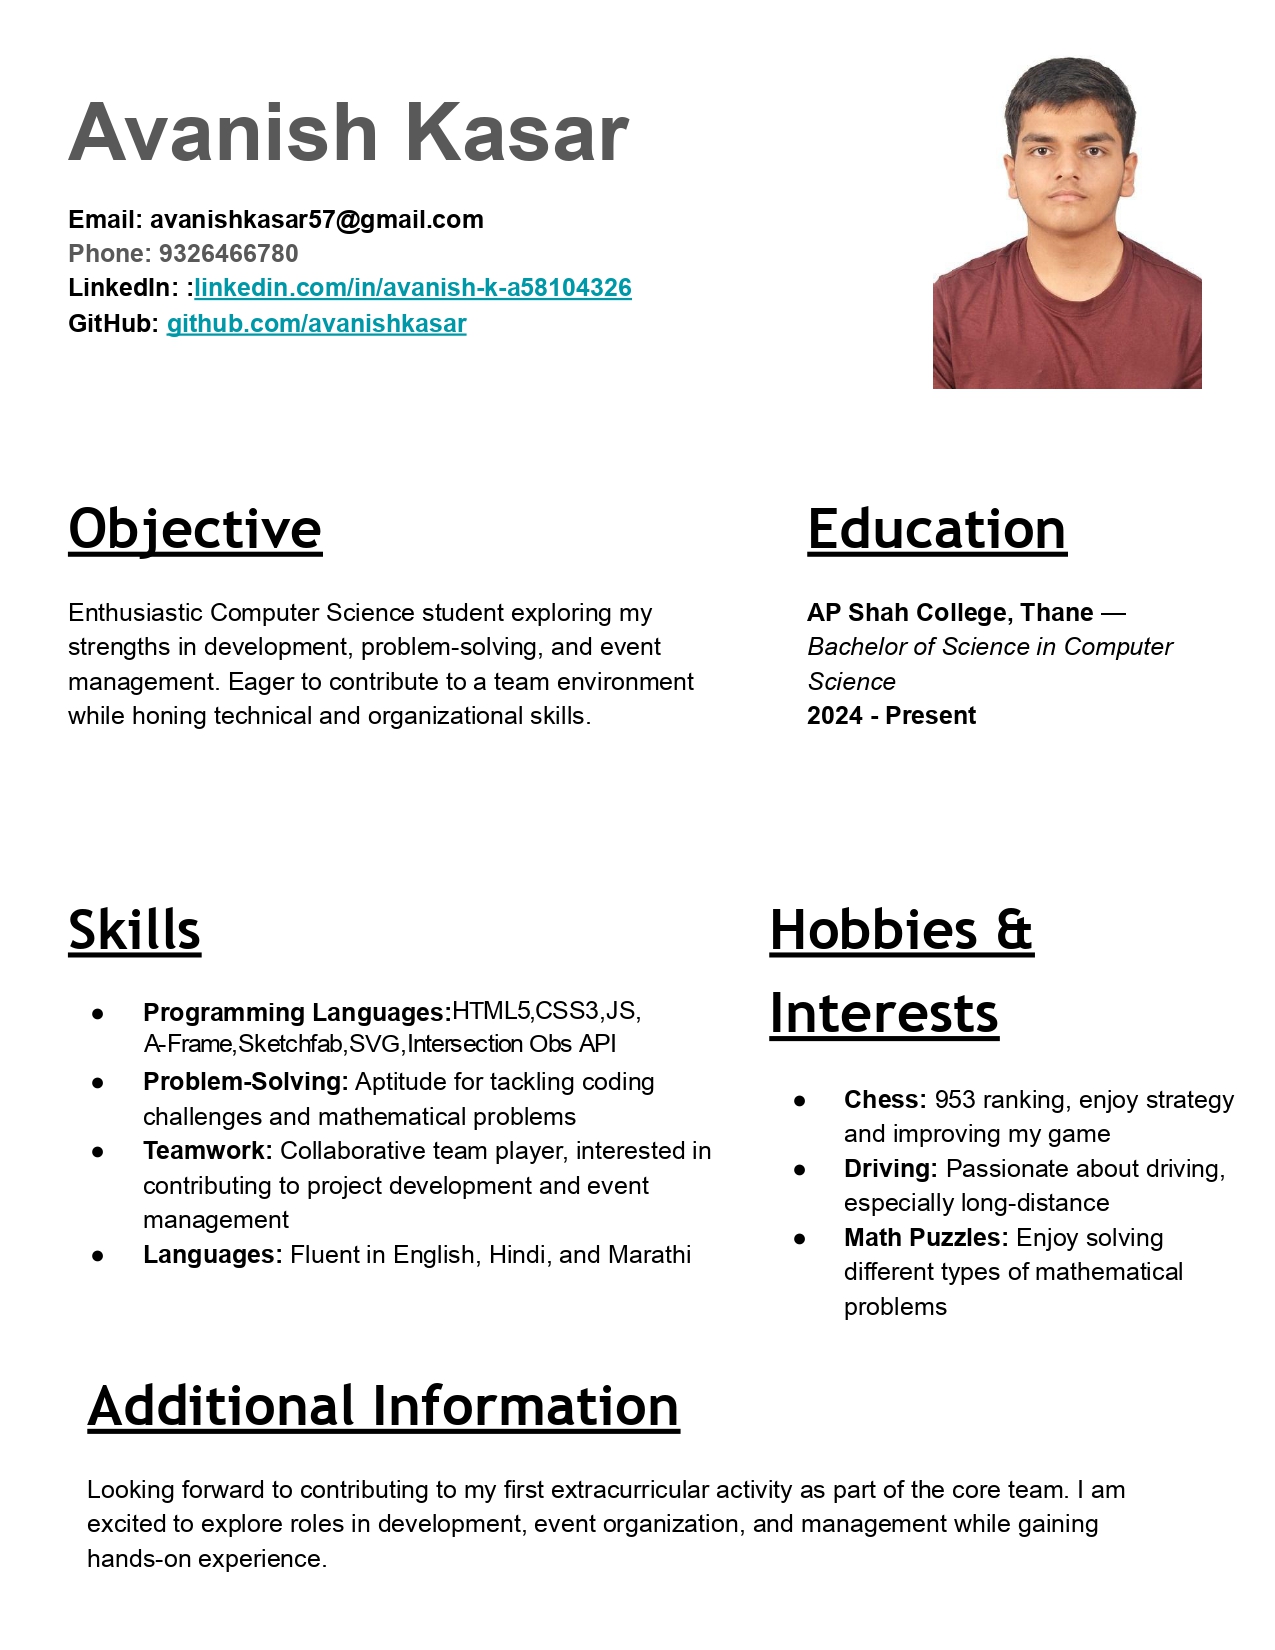 Avanish Kasar
Email: avanishkasar57@gmail.com
Phone: 9326466780
LinkedIn: :linkedin.com/in/avanish-k-a58104326
GitHub: github.com/avanishkasar
Objective
Enthusiastic Computer Science student exploring my
strengths in development, problem-solving, and event
management. Eager to contribute to a team environment
while honing technical and organizational skills.
Education
AP Shah College, Thane —
Bachelor of Science in Computer
Science
2024 - Present
Skills
● Programming Languages:HTML5,CSS3,JS,
A-Frame,Sketchfab,SVG,Intersection Obs API
● Problem-Solving: Aptitude for tackling coding
challenges and mathematical problems
● Teamwork: Collaborative team player, interested in
contributing to project development and event
management
● Languages: Fluent in English, Hindi, and Marathi
Hobbies &
Interests
● Chess: 953 ranking, enjoy strategy
and improving my game
● Driving: Passionate about driving,
especially long-distance
● Math Puzzles: Enjoy solving
different types of mathematical
problems
Additional Information
Looking forward to contributing to my first extracurricular activity as part of the core team. I am
excited to explore roles in development, event organization, and management while gaining
hands-on experience.